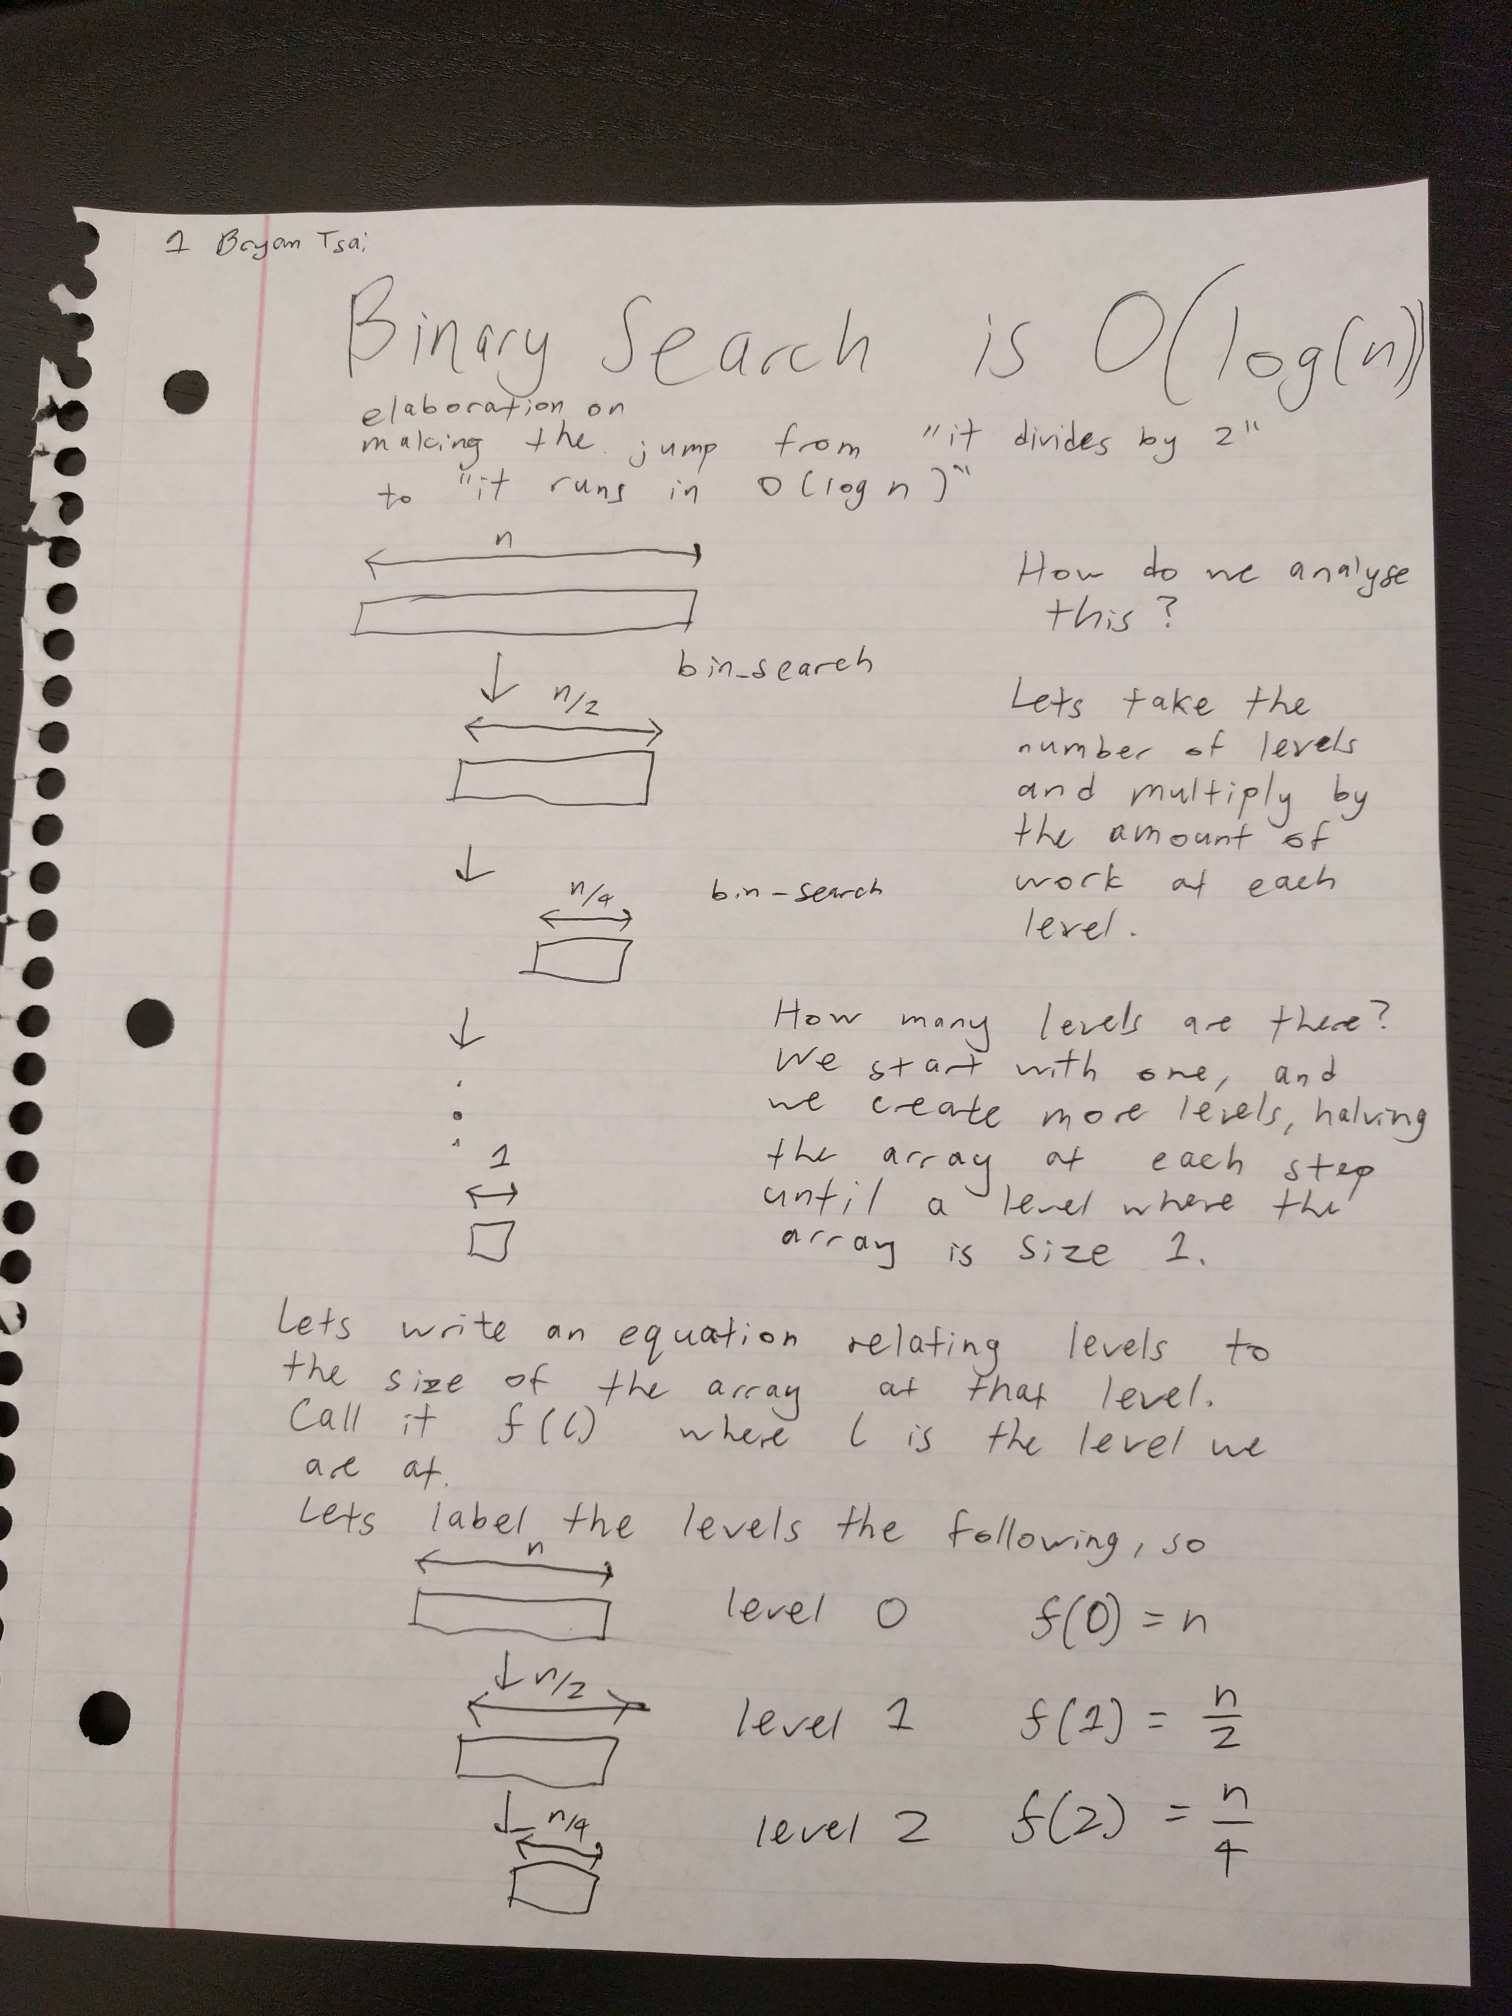 1 Bryan Tsai
Binary Search is O(log(n))
elaboration on
making the jump from "it divides by 2"
to "it runs in O(log n)"
n
How do we analyse
this?
bin_search
n/2
Lets take the
number of levels
and multiply by
the amount of
work at each
level.
n/4
bin-search
How many levels are there?
We start with one, and
we create more levels, halving
the array at each step
until a level where the
array is size 1.
1
Lets write an equation relating levels to
the size of the array at that level.
Call it f(l) where l is the level we
are at.
Lets label the levels the following, so
n
level 0 f(0) = n
n/2
level 1 f(1) = n/2
n/4
level 2 f(2) = n/4